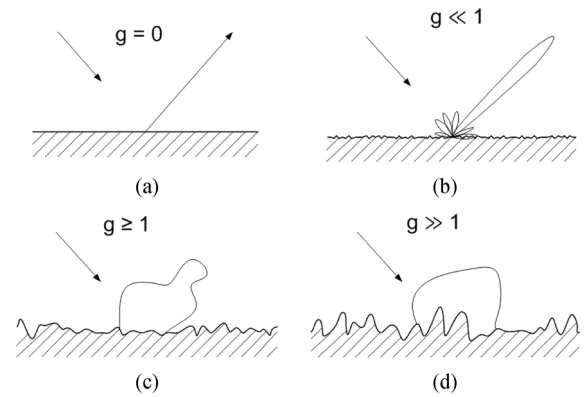 g = 0
g ≪ 1
(a)
(b)
g ≥ 1
g ≫ 1
(c)
(d)